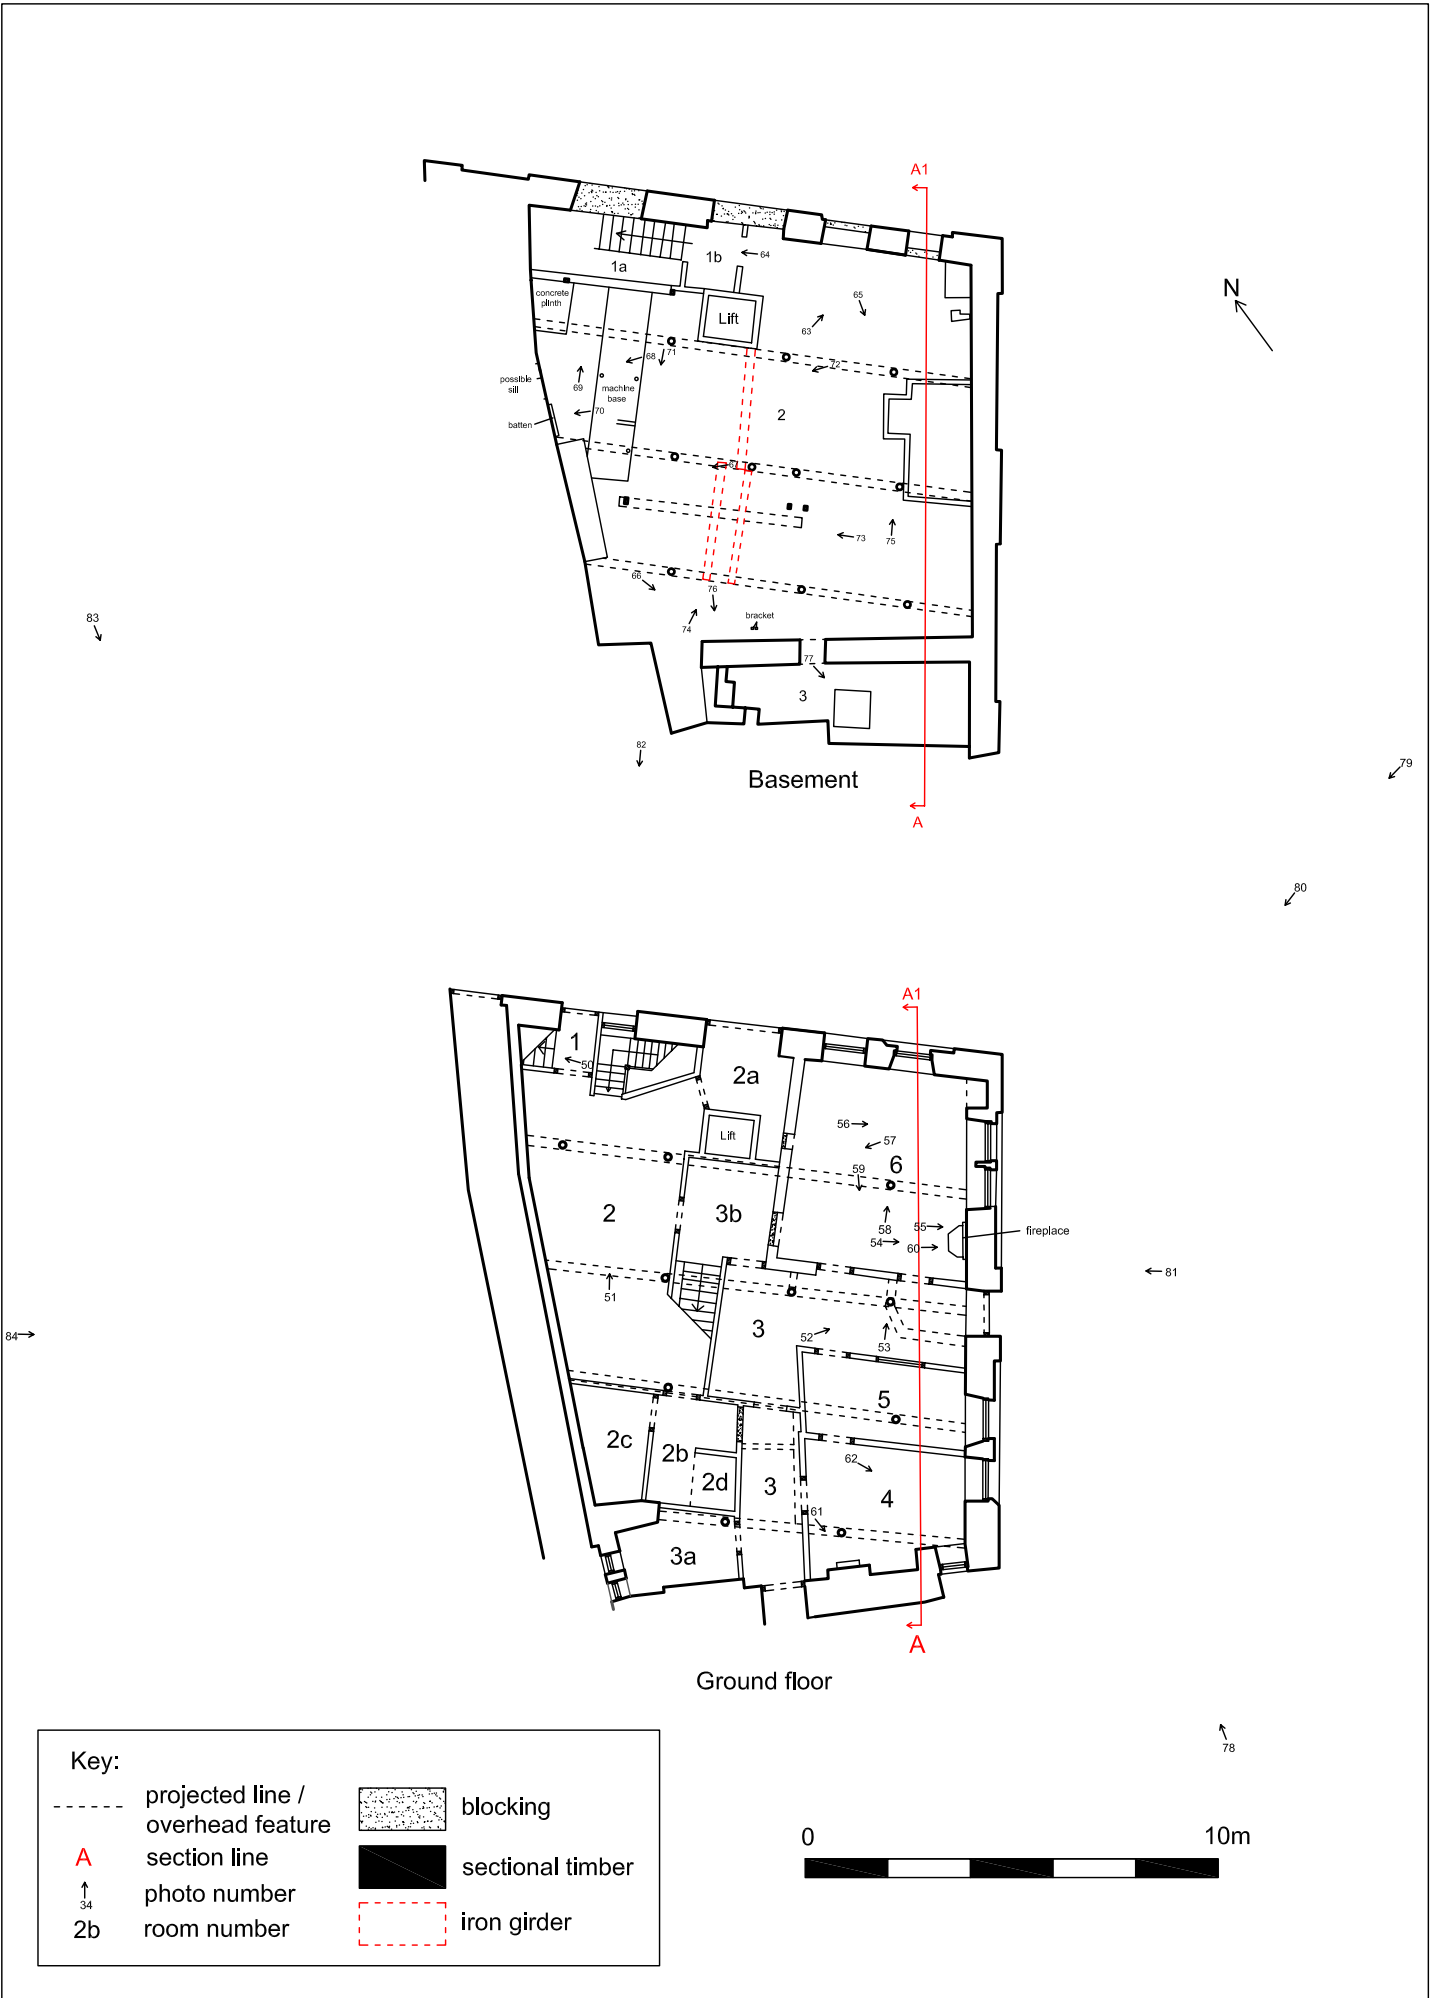 A1
64
1b
1a
concrete
plinth
65
Lift
63
N
71
68
72
possible
sill
69
machine
base
70
2
batten
67
73
75
66
76
74
bracket
83
77
3
82
79
Basement
A
80
A1
1
50
2a
56
57
Lift
59
6
2
3b
58
55
54
60
fireplace
81
51
84
3
52
53
5
2c
2b
62
2d
3
4
61
3a
A
Ground floor
78
Key:
projected line /
overhead feature
blocking
A
section line
sectional timber
34
photo number
2b
room number
iron girder
0
10m